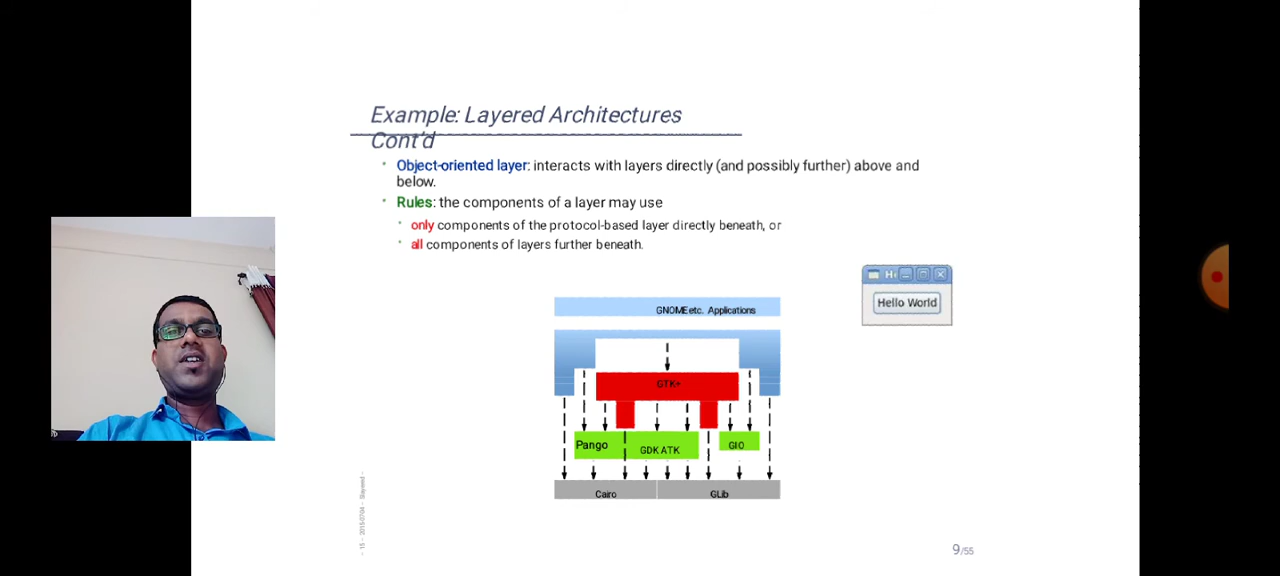 Example: Layered Architectures
Cont'd
• Object-oriented layer: interacts with layers directly (and possibly further) above and
below.
• Rules: the components of a layer may use
• only components of the protocol-based layer directly beneath, or
• all components of layers further beneath.
Hello World
GNOME etc. Applications
GTK+
Pango
GDK ATK
GIO
Cairo
GLib
9/55